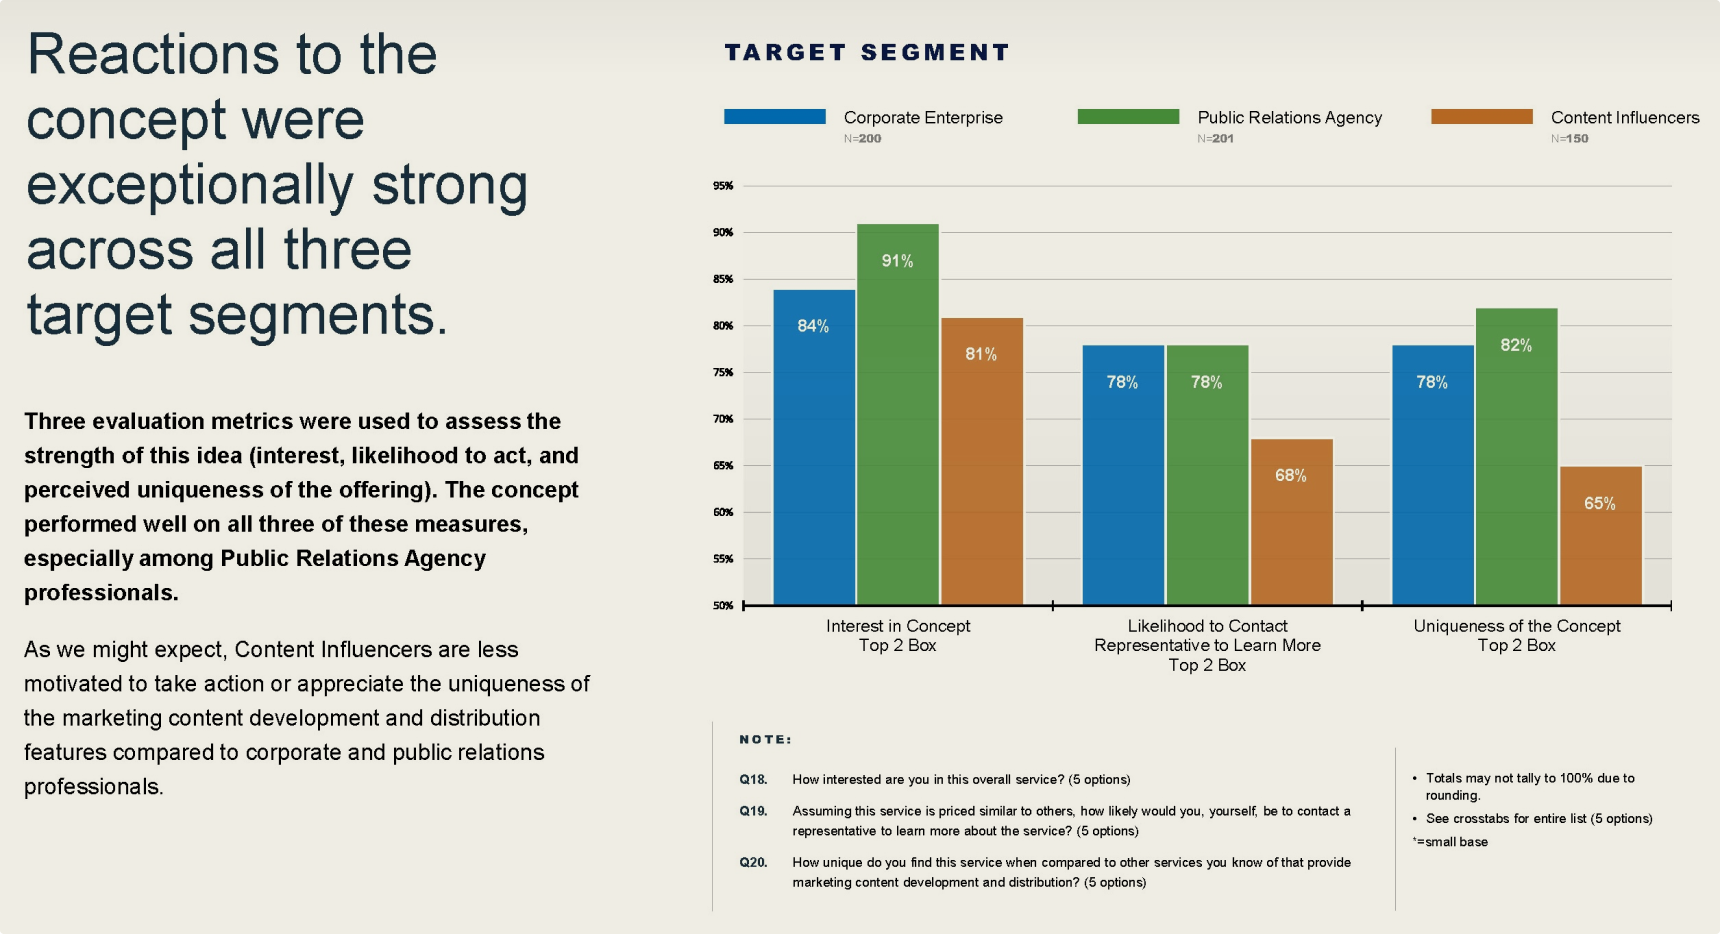 Reactions to the
concept were
exceptionally strong
across all three
target segments.
Three evaluation metrics were used to assess the
strength of this idea (interest, likelihood to act, and
perceived uniqueness of the offering). The concept
performed well on all three of these measures,
especially among Public Relations Agency
professionals.
As we might expect, Content Influencers are less
motivated to take action or appreciate the uniqueness of
the marketing content development and distribution
features compared to corporate and public relations
professionals.
TARGET SEGMENT
Corporate Enterprise
N=200
Public Relations Agency
N=201
Content Influencers
N=150
95%
90%
85%
80%
75%
70%
65%
60%
55%
50%
84%
91%
81%
78%
78%
68%
78%
82%
65%
Interest in Concept
Top 2 Box
Likelihood to Contact
Representative to Learn More
Top 2 Box
Uniqueness of the Concept
Top 2 Box
NOTE:
Q18. How interested are you in this overall service? (5 options)
Q19. Assuming this service is priced similar to others, how likely would you, yourself, be to contact a
representative to learn more about the service? (5 options)
Q20. How unique do you find this service when compared to other services you know of that provide
marketing content development and distribution? (5 options)
• Totals may not tally to 100% due to
rounding.
• See crosstabs for entire list (5 options)
*=small base